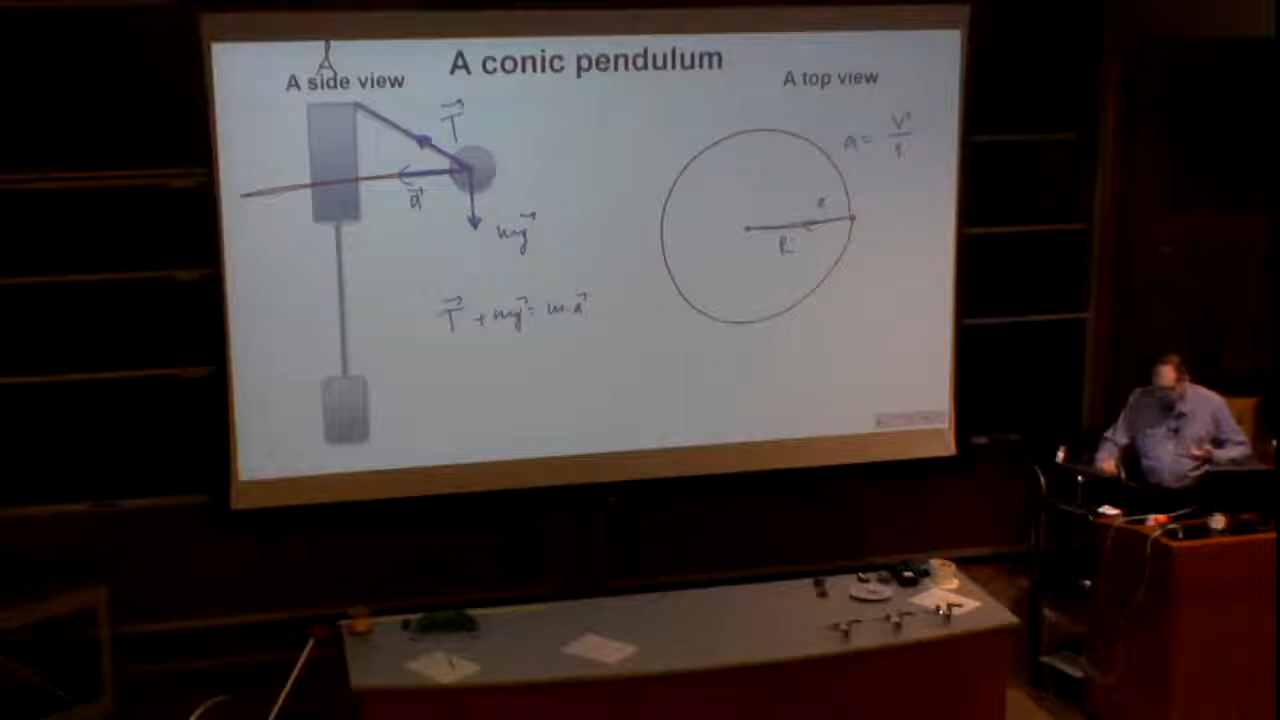 A conic pendulum
A side view
A top view
T
a
mg
T + mg = m a
a = V²
R
a
R